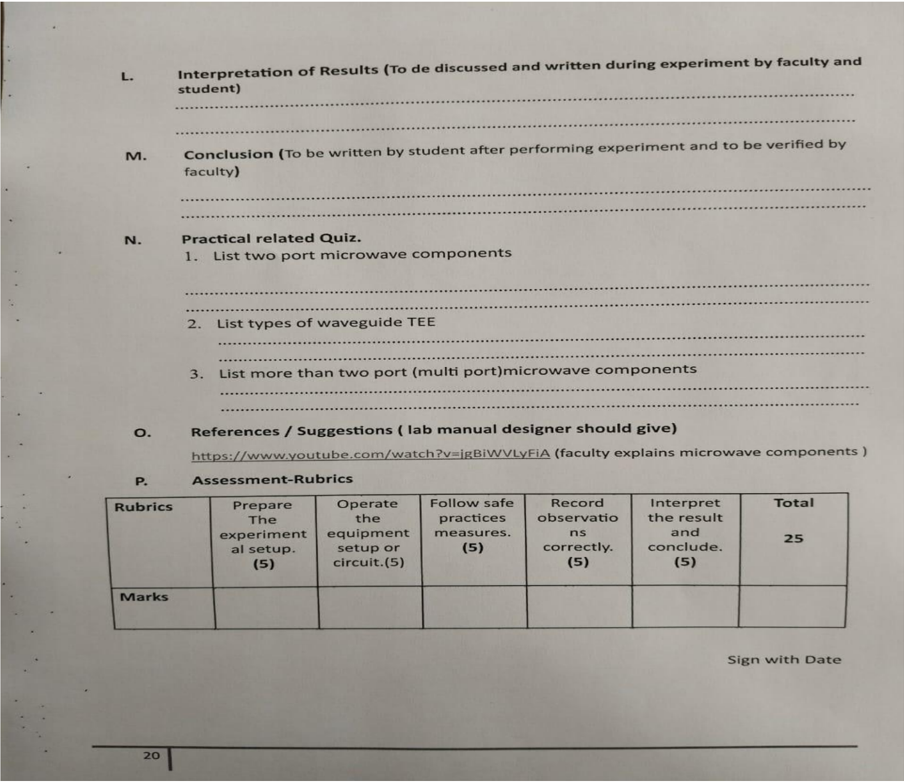 L. Interpretation of Results (To de discussed and written during experiment by faculty and
student)
M. Conclusion (To be written by student after performing experiment and to be verified by
faculty)
N. Practical related Quiz.
1. List two port microwave components
2. List types of waveguide TEE
3. List more than two port (multi port)microwave components
O. References / Suggestions ( lab manual designer should give)
https://www.youtube.com/watch?v=jgBiWVLyFiA (faculty explains microwave components )
P. Assessment-Rubrics
Rubrics Prepare Operate Follow safe Record Interpret Total
The the practices observatio the result
experiment equipment measures. ns and 25
al setup. setup or (5) correctly. conclude.
(5) circuit.(5) (5) (5)
Marks
Sign with Date
20